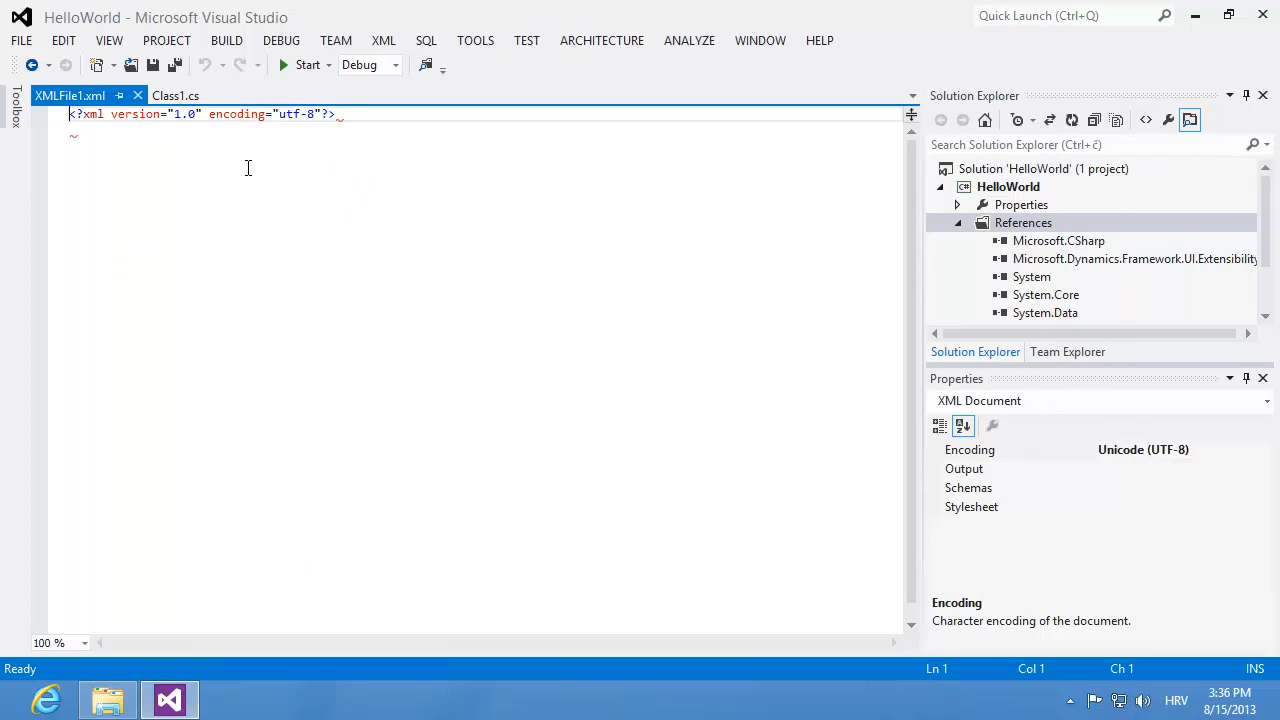 HelloWorld - Microsoft Visual Studio
Quick Launch (Ctrl+Q)
FILE EDIT VIEW PROJECT BUILD DEBUG TEAM XML SQL TOOLS TEST ARCHITECTURE ANALYZE WINDOW HELP
Start Debug
Toolbox
XMLFile1.xml Class1.cs
<?xml version="1.0" encoding="utf-8"?>
100 %
Solution Explorer
Search Solution Explorer (Ctrl+č)
Solution 'HelloWorld' (1 project)
C# HelloWorld
Properties
References
Microsoft.CSharp
Microsoft.Dynamics.Framework.UI.Extensibility
System
System.Core
System.Data
Solution Explorer Team Explorer
Properties
XML Document
Encoding Unicode (UTF-8)
Output
Schemas
Stylesheet
Encoding
Character encoding of the document.
Ready Ln 1 Col 1 Ch 1 INS
HRV
3:36 PM
8/15/2013